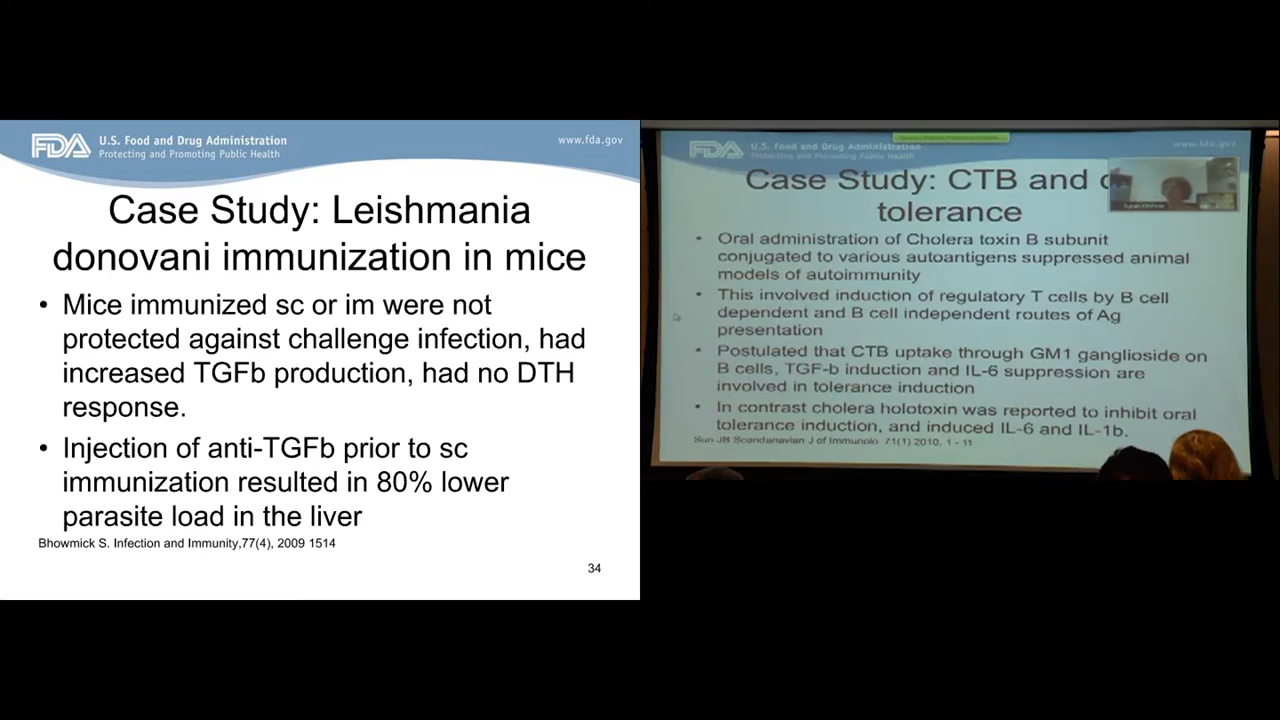 FDA
U.S. Food and Drug Administration
Protecting and Promoting Public Health
www.fda.gov
Case Study: Leishmania
donovani immunization in mice
• Mice immunized sc or im were not
protected against challenge infection, had
increased TGFb production, had no DTH
response.
• Injection of anti-TGFb prior to sc
immunization resulted in 80% lower
parasite load in the liver
Bhowmick S. Infection and Immunity,77(4), 2009 1514
34
FDA
U.S. Food and Drug Administration
Protecting and Promoting Public Health
www.fda.gov
Case Study: CTB and
tolerance
• Oral administration of Cholera toxin B subunit
conjugated to various autoantigens suppressed animal
models of autoimmunity
• This involved induction of regulatory T cells by B cell
dependent and B cell independent routes of Ag
presentation
• Postulated that CTB uptake through GM1 ganglioside on
B cells, TGF-b induction and IL-6 suppression are
involved in tolerance induction
• In contrast cholera holotoxin was reported to inhibit oral
tolerance induction, and induced IL-6 and IL-1b.
Sun JB Scandanavian J of Immunolo 71(1) 2010, 1 - 11